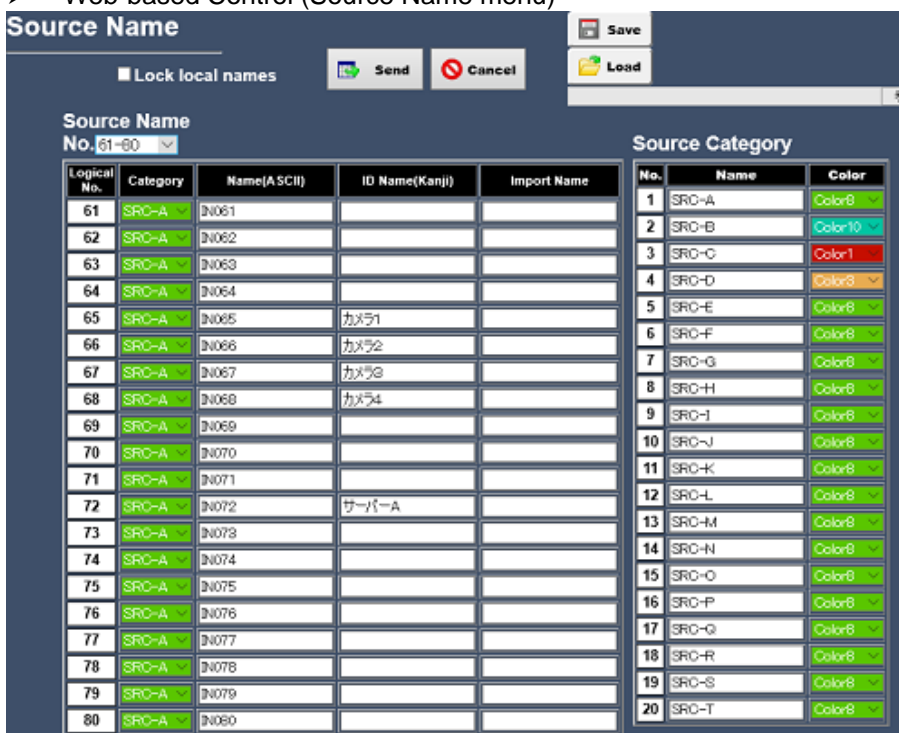 ➢ Web-based Control (Source Name menu)
Source Name
Save
Lock local names
Send
Cancel
Load
Source Name
No. 61-80
Source Category
Logical No. Category Name(ASCII) ID Name(Kanji) Import Name
61 SRC-A IN061
62 SRC-A IN062
63 SRC-A IN063
64 SRC-A IN064
65 SRC-A IN065 カメラ1
66 SRC-A IN066 カメラ2
67 SRC-A IN067 カメラ3
68 SRC-A IN068 カメラ4
69 SRC-A IN069
70 SRC-A IN070
71 SRC-A IN071
72 SRC-A IN072 サーバーA
73 SRC-A IN073
74 SRC-A IN074
75 SRC-A IN075
76 SRC-A IN076
77 SRC-A IN077
78 SRC-A IN078
79 SRC-A IN079
80 SRC-A IN080
No. Name Color
1 SRC-A Color8
2 SRC-B Color10
3 SRC-C Color1
4 SRC-D Color3
5 SRC-E Color8
6 SRC-F Color8
7 SRC-G Color8
8 SRC-H Color8
9 SRC-I Color8
10 SRC-J Color8
11 SRC-K Color8
12 SRC-L Color8
13 SRC-M Color8
14 SRC-N Color8
15 SRC-O Color8
16 SRC-P Color8
17 SRC-Q Color8
18 SRC-R Color8
19 SRC-S Color8
20 SRC-T Color8